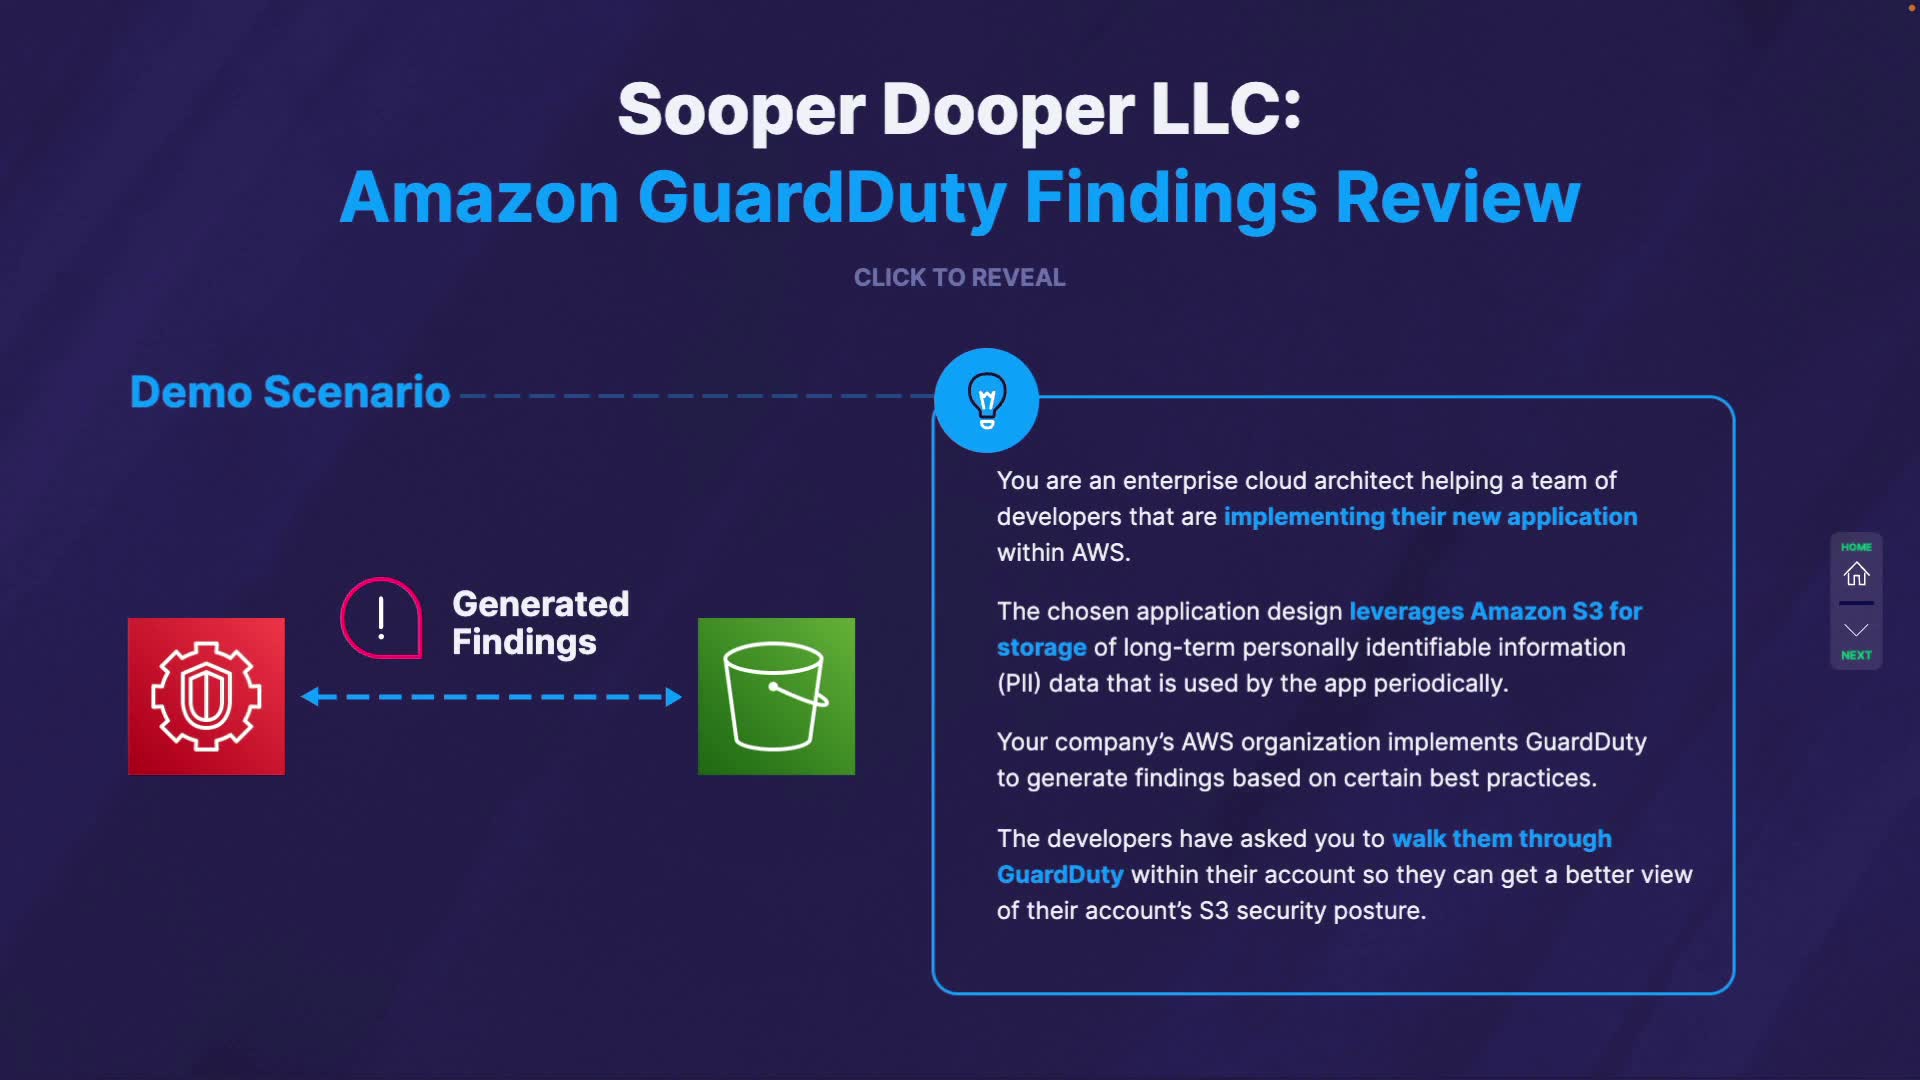 Sooper Dooper LLC:
Amazon GuardDuty Findings Review
CLICK TO REVEAL
Demo Scenario
Generated
Findings
You are an enterprise cloud architect helping a team of
developers that are implementing their new application
within AWS.
The chosen application design leverages Amazon S3 for
storage of long-term personally identifiable information
(PII) data that is used by the app periodically.
Your company’s AWS organization implements GuardDuty
to generate findings based on certain best practices.
The developers have asked you to walk them through
GuardDuty within their account so they can get a better view
of their account’s S3 security posture.
HOME
NEXT